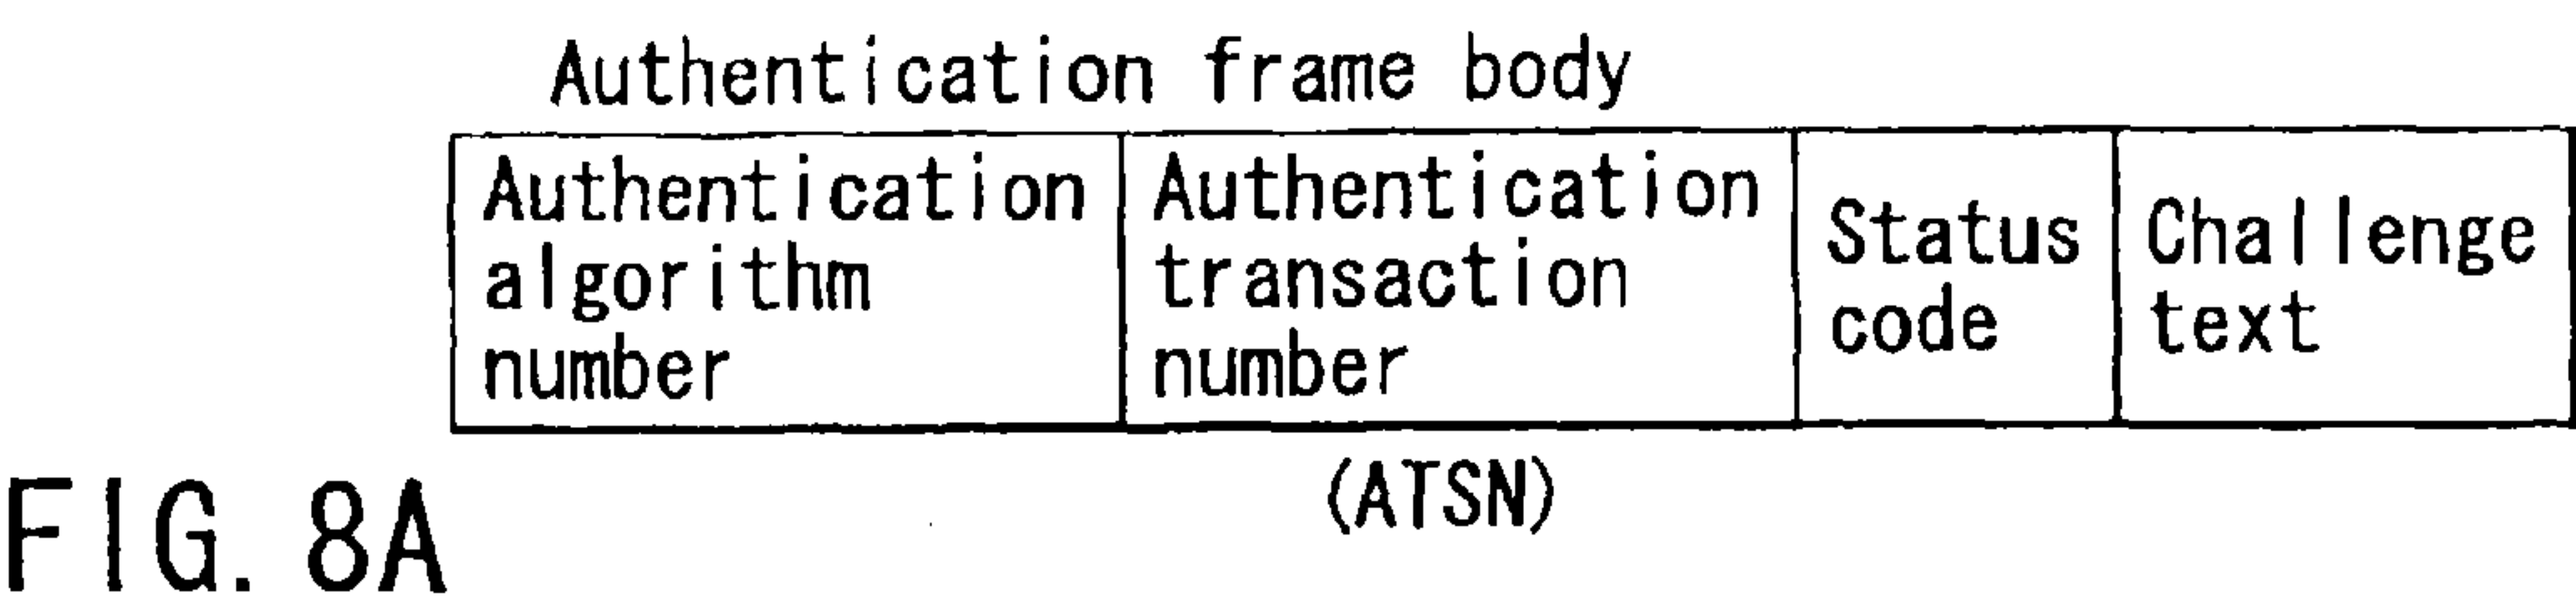 Authentication frame body
Authentication
algorithm
number
Authentication
transaction
number
Status
code
Challenge
text
(ATSN)
FIG. 8A